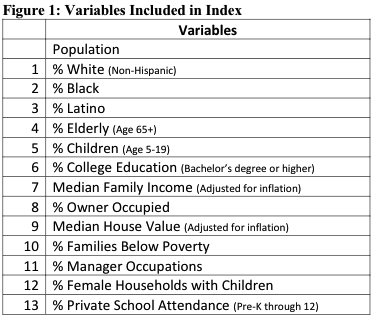 Figure 1: Variables Included in Index
Variables
Population
1 % White (Non-Hispanic)
2 % Black
3 % Latino
4 % Elderly (Age 65+)
5 % Children (Age 5-19)
6 % College Education (Bachelor's degree or higher)
7 Median Family Income (Adjusted for inflation)
8 % Owner Occupied
9 Median House Value (Adjusted for inflation)
10 % Families Below Poverty
11 % Manager Occupations
12 % Female Households with Children
13 % Private School Attendance (Pre-K through 12)